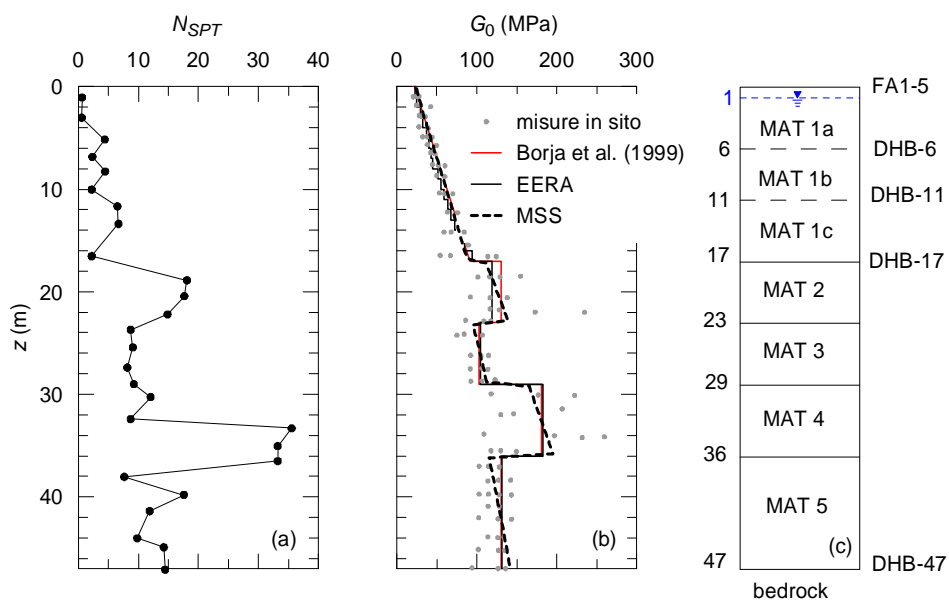 N_SPT
0 10 20 30 40
0
10
20
30
40
z (m)
(a)
G_0 (MPa)
0 100 200 300
misure in sito
Borja et al. (1999)
EERA
MSS
(b)
FA1-5
1
MAT 1a
6
DHB-6
MAT 1b
11
DHB-11
MAT 1c
17
DHB-17
MAT 2
23
MAT 3
29
MAT 4
36
MAT 5
(c)
47
DHB-47
bedrock